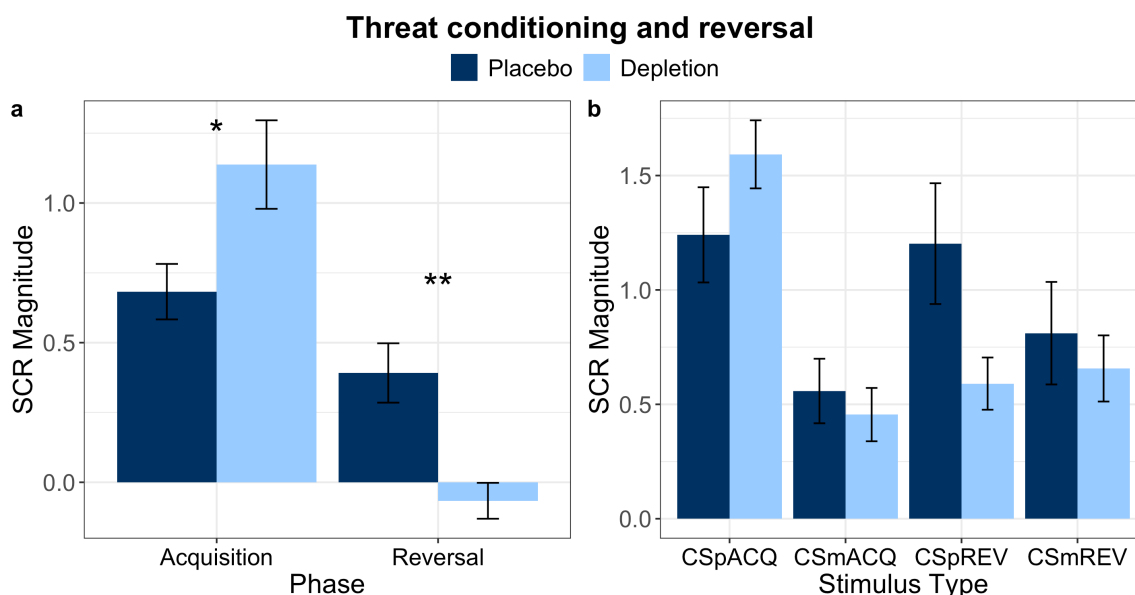 Threat conditioning and reversal
Placebo Depletion
a
b
SCR Magnitude
1.0
0.5
0.0
*
**
Acquisition Reversal
Phase
SCR Magnitude
1.5
1.0
0.5
0.0
CSpACQ CSmACQ CSpREV CSmREV
Stimulus Type